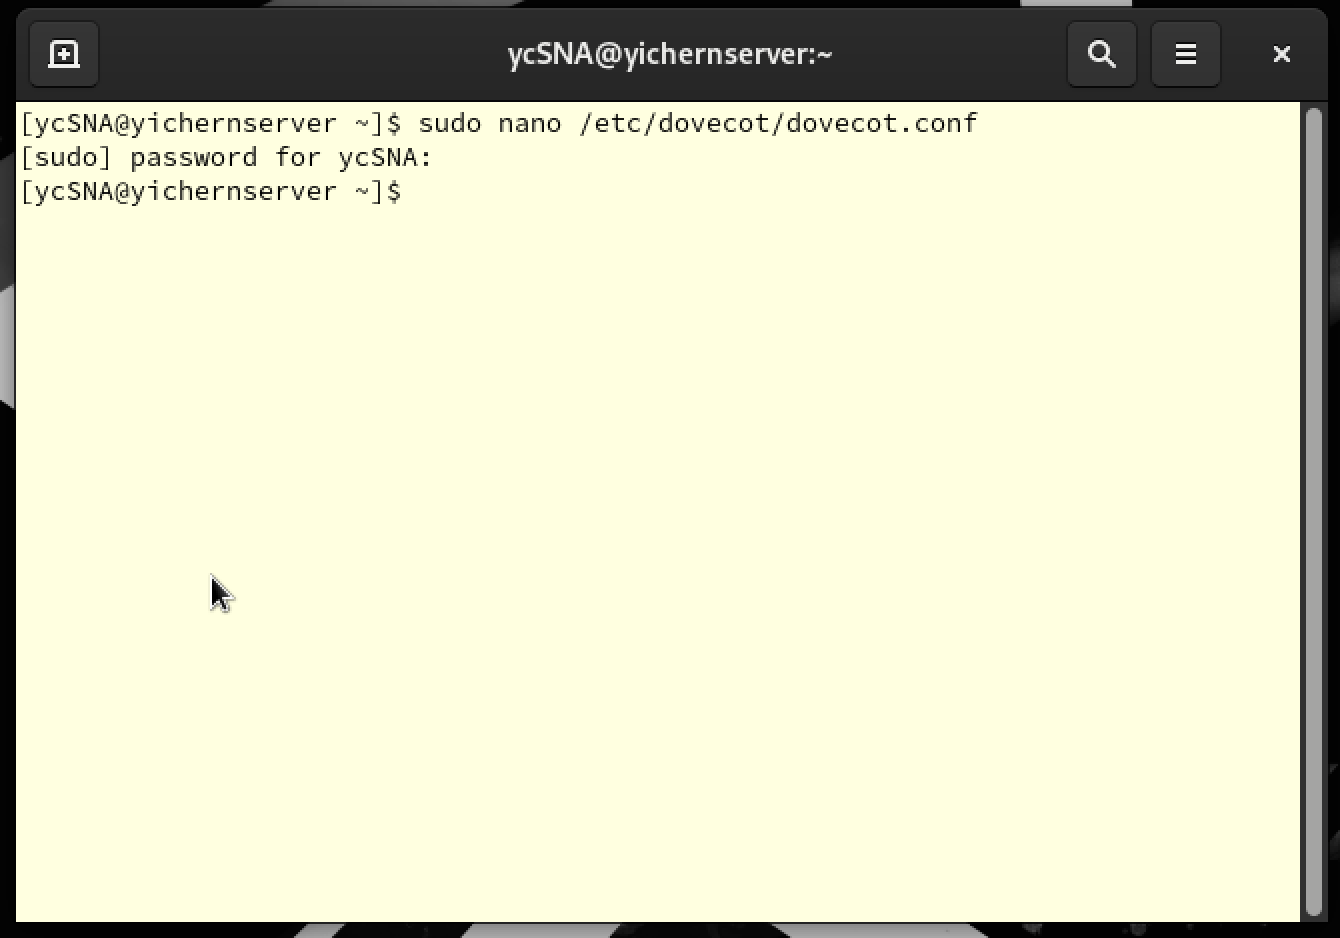 ycSNA@yichernserver:~
[ycSNA@yichernserver ~]$ sudo nano /etc/dovecot/dovecot.conf
[sudo] password for ycSNA:
[ycSNA@yichernserver ~]$